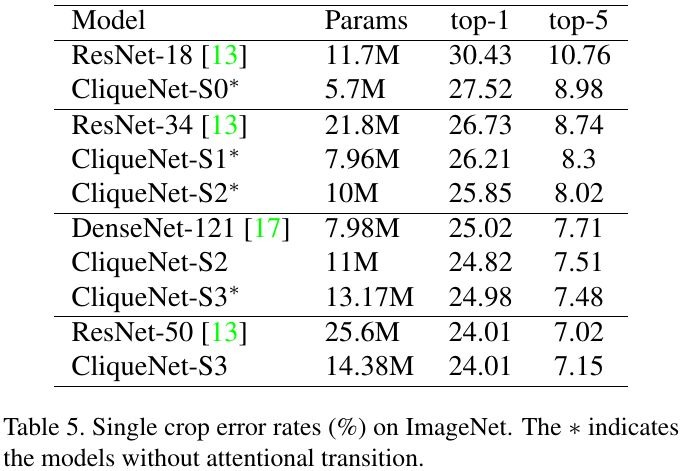 Model Params top-1 top-5
ResNet-18 [13] 11.7M 30.43 10.76
CliqueNet-S0* 5.7M 27.52 8.98
ResNet-34 [13] 21.8M 26.73 8.74
CliqueNet-S1* 7.96M 26.21 8.3
CliqueNet-S2* 10M 25.85 8.02
DenseNet-121 [17] 7.98M 25.02 7.71
CliqueNet-S2 11M 24.82 7.51
CliqueNet-S3* 13.17M 24.98 7.48
ResNet-50 [13] 25.6M 24.01 7.02
CliqueNet-S3 14.38M 24.01 7.15
Table 5. Single crop error rates (%) on ImageNet. The * indicates
the models without attentional transition.